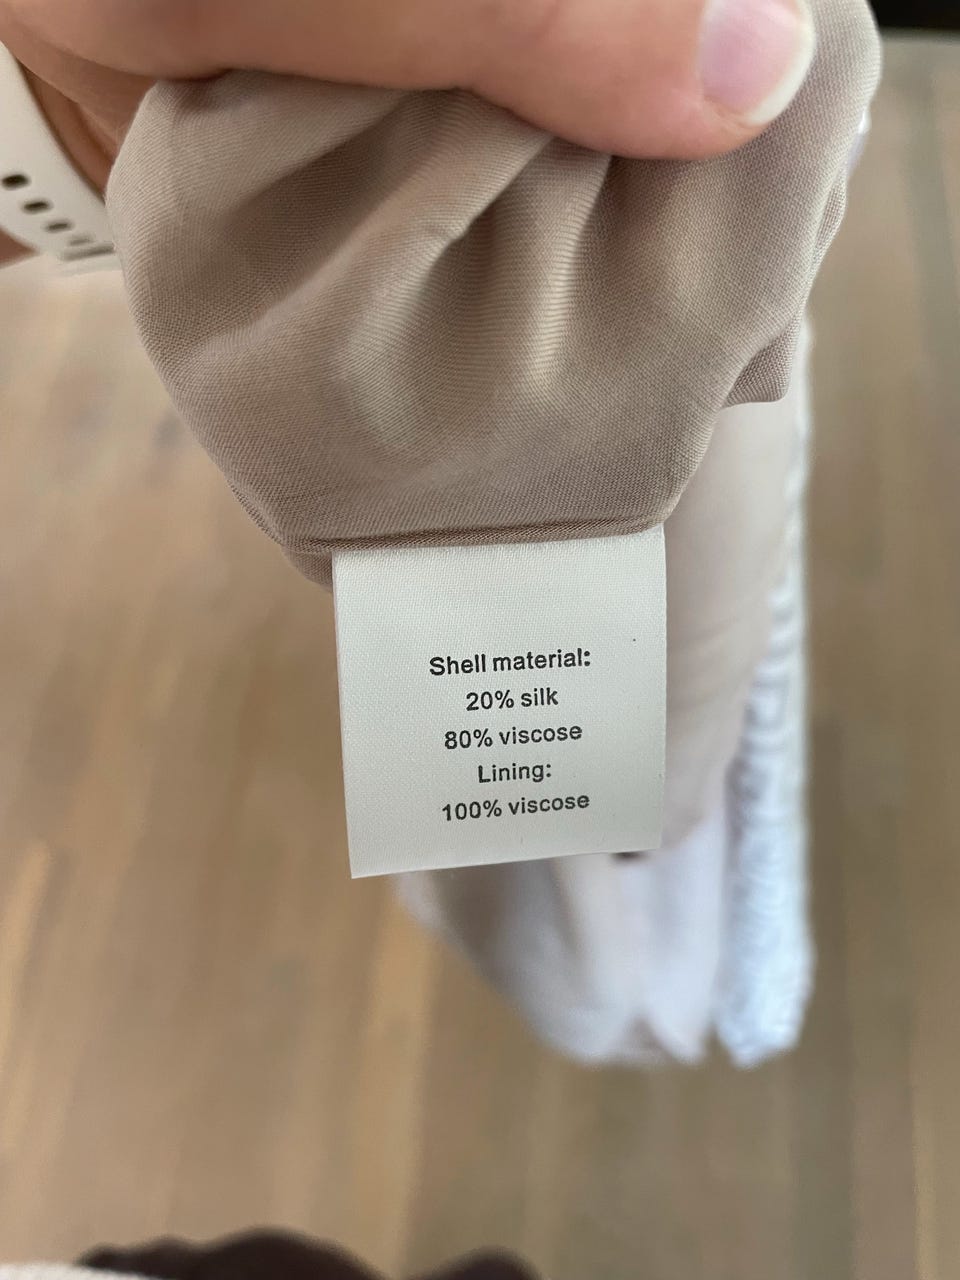 Shell material:
20% silk
80% viscose
Lining:
100% viscose